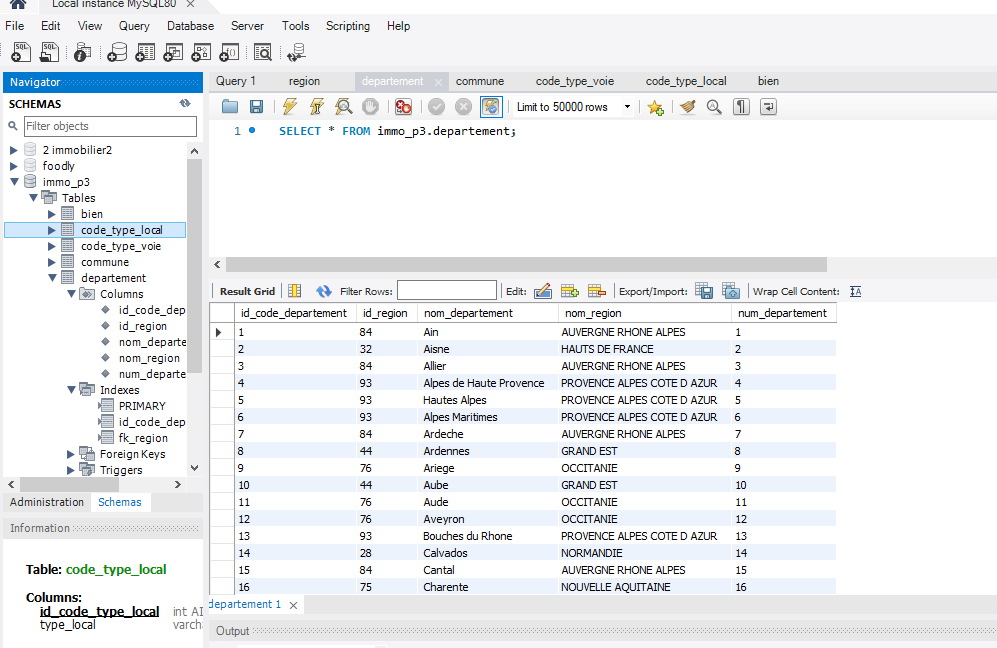 Local instance MySQL80
File Edit View Query Database Server Tools Scripting Help
Navigator
SCHEMAS
Filter objects
2 immobilier2
foodly
immo_p3
Tables
bien
code_type_local
code_type_voie
commune
departement
Columns
id_code_dep
id_region
nom_departe
nom_region
num_departe
Indexes
PRIMARY
id_code_dep
fk_region
Foreign Keys
Triggers
Administration Schemas
Information
Table: code_type_local
Columns:
id_code_type_local int AI
type_local varch
Query 1 region departement commune code_type_voie code_type_local bien
Limit to 50000 rows
1 SELECT * FROM immo_p3.departement;
Result Grid Filter Rows: Edit: Export/Import: Wrap Cell Content:
id_code_departement id_region nom_departement nom_region num_departement
1 84 Ain AUVERGNE RHONE ALPES 1
2 32 Aisne HAUTS DE FRANCE 2
3 84 Allier AUVERGNE RHONE ALPES 3
4 93 Alpes de Haute Provence PROVENCE ALPES COTE D AZUR 4
5 93 Hautes Alpes PROVENCE ALPES COTE D AZUR 5
6 93 Alpes Maritimes PROVENCE ALPES COTE D AZUR 6
7 84 Ardeche AUVERGNE RHONE ALPES 7
8 44 Ardennes GRAND EST 8
9 76 Ariege OCCITANIE 9
10 44 Aube GRAND EST 10
11 76 Aude OCCITANIE 11
12 76 Aveyron OCCITANIE 12
13 93 Bouches du Rhone PROVENCE ALPES COTE D AZUR 13
14 28 Calvados NORMANDIE 14
15 84 Cantal AUVERGNE RHONE ALPES 15
16 75 Charente NOUVELLE AQUITAINE 16
departement 1
Output